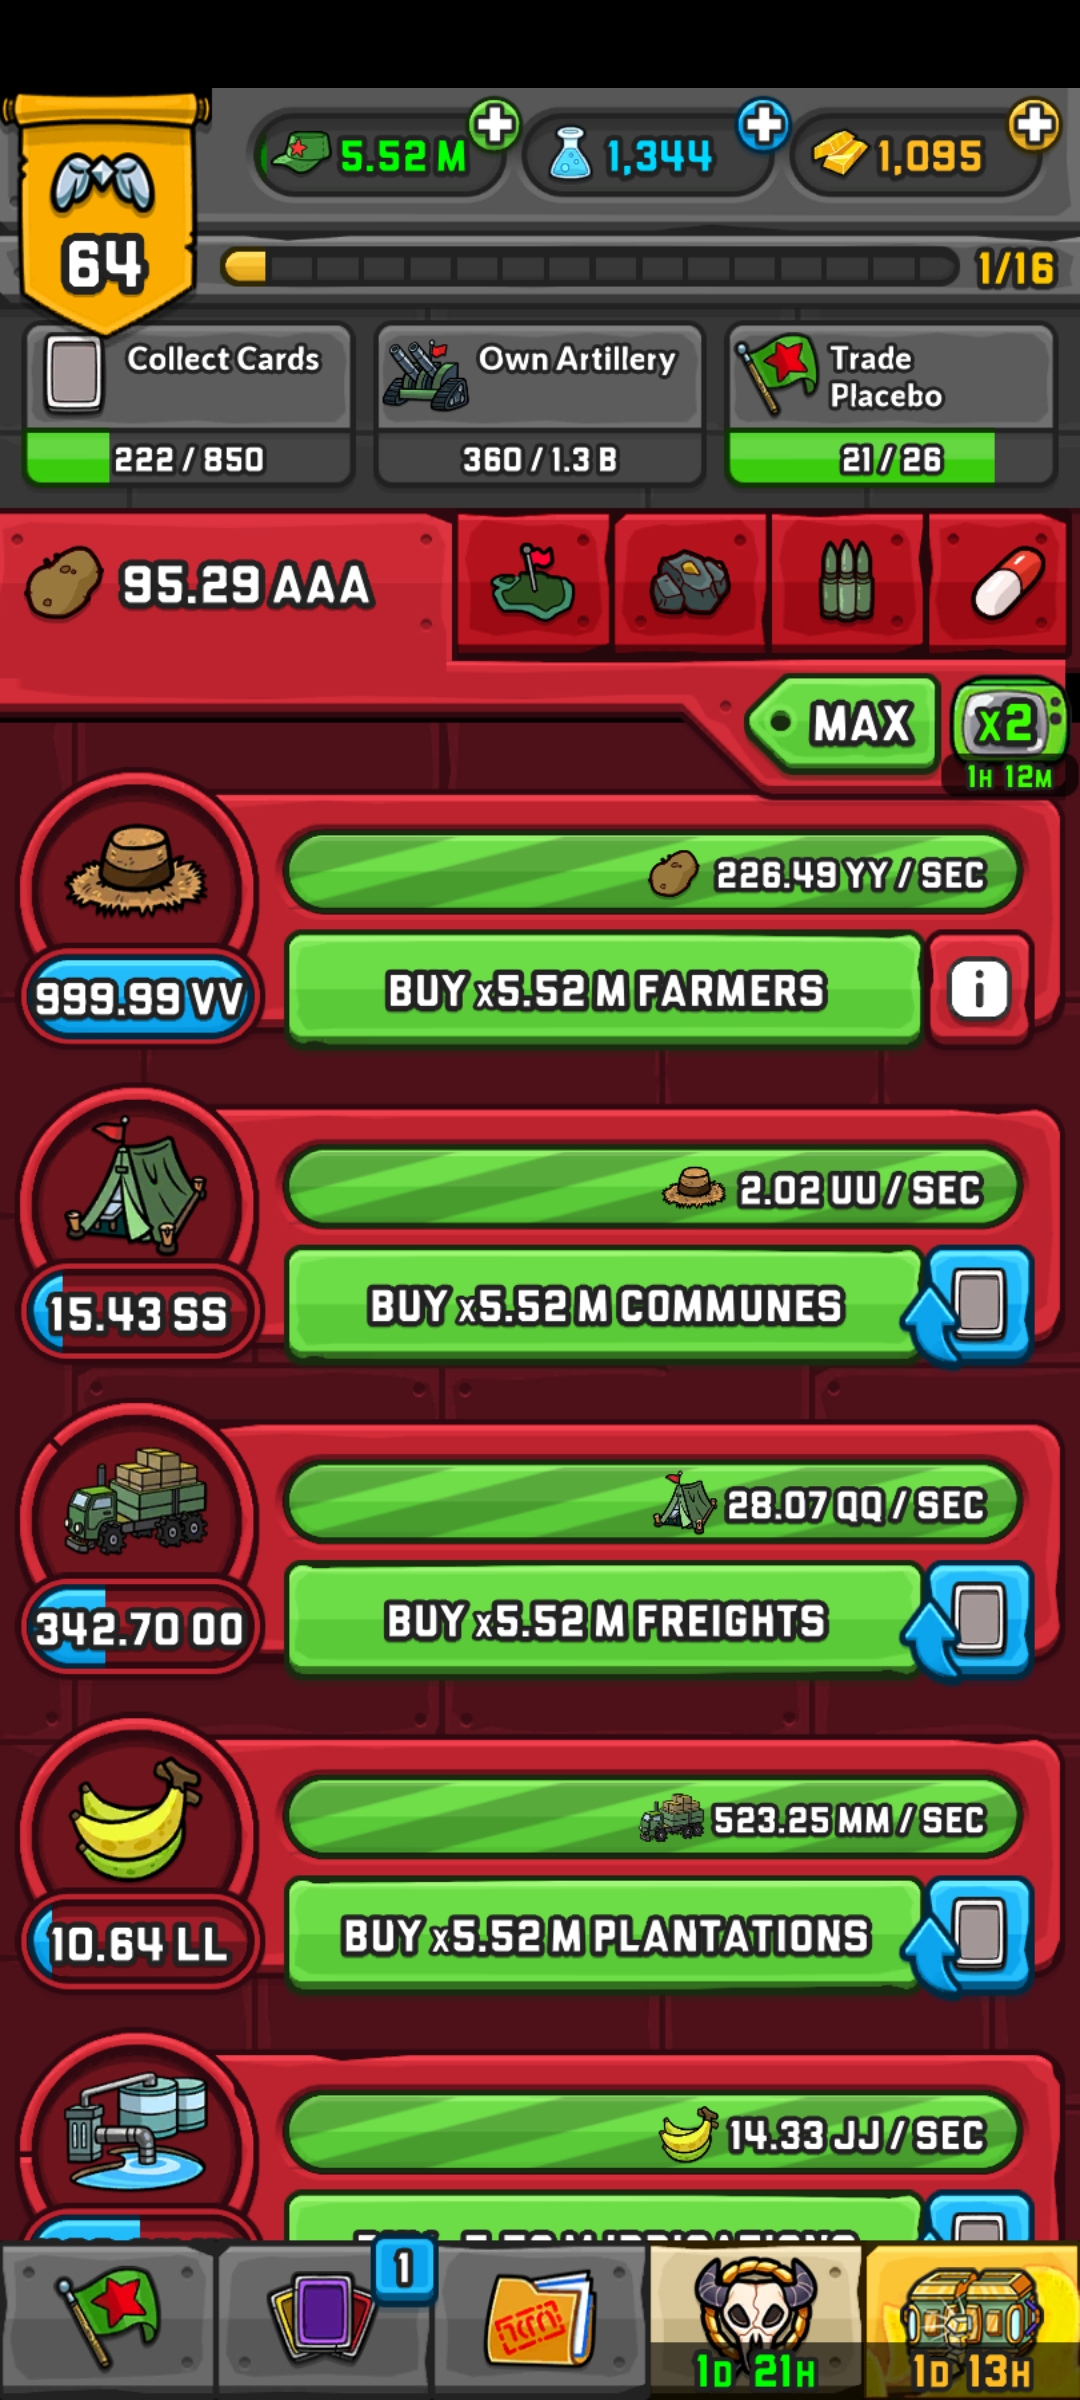 5.52 M
1,344
1,095
64
1/16
Collect Cards
222 / 850
Own Artillery
360 / 1.3 B
Trade
Placebo
21 / 26
95.29 AAA
MAX
x2
1H 12M
226.49 YY / SEC
999.99 VV
BUY x5.52 M FARMERS
i
2.02 UU / SEC
15.43 SS
BUY x5.52 M COMMUNES
28.07 QQ / SEC
342.70 OO
BUY x5.52 M FREIGHTS
523.25 MM / SEC
10.64 LL
BUY x5.52 M PLANTATIONS
14.33 JJ / SEC
1
1D 21H
1D 13H